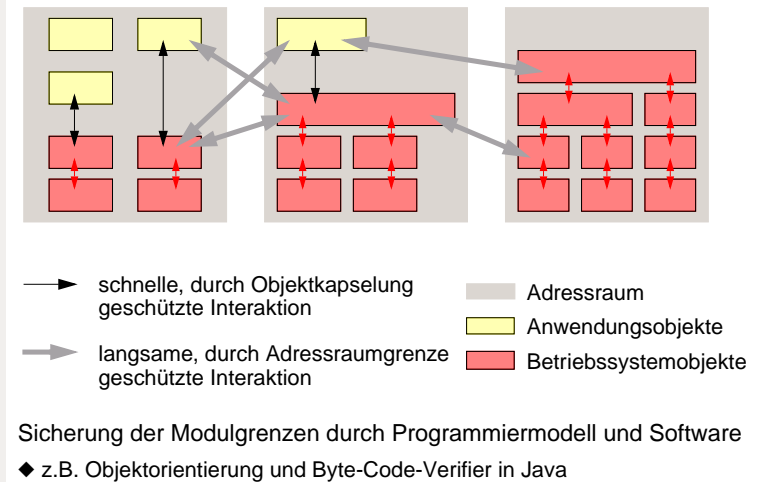 schnelle, durch Objektkapselung
geschützte Interaktion
langsame, durch Adressraumgrenze
geschützte Interaktion
Adressraum
Anwendungsobjekte
Betriebssystemobjekte
Sicherung der Modulgrenzen durch Programmiermodell und Software
◆ z.B. Objektorientierung und Byte-Code-Verifier in Java